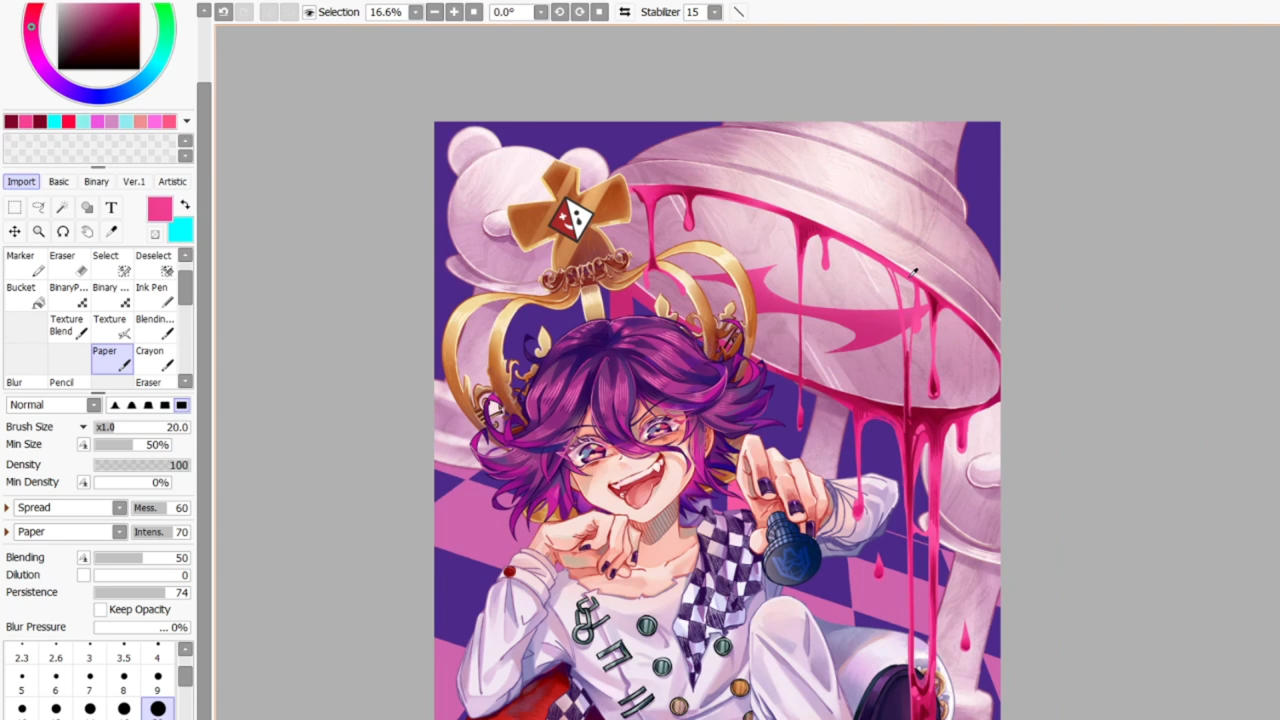 Selection 16.6% 0.0° Stabilizer 15
Import Basic Binary Ver.1 Artistic
T
Marker Eraser Select Deselect
Bucket BinaryP... Binary ... Ink Pen
Texture Blend Texture Blendin...
Paper Crayon
Blur Pencil Eraser
Normal
Brush Size x1.0 20.0
Min Size 50%
Density 100
Min Density 0%
Spread Mess. 60
Paper Intens. 70
Blending 50
Dilution 0
Persistence 74
Keep Opacity
Blur Pressure ... 0%
2.3 2.6 3 3.5 4
5 6 7 8 9